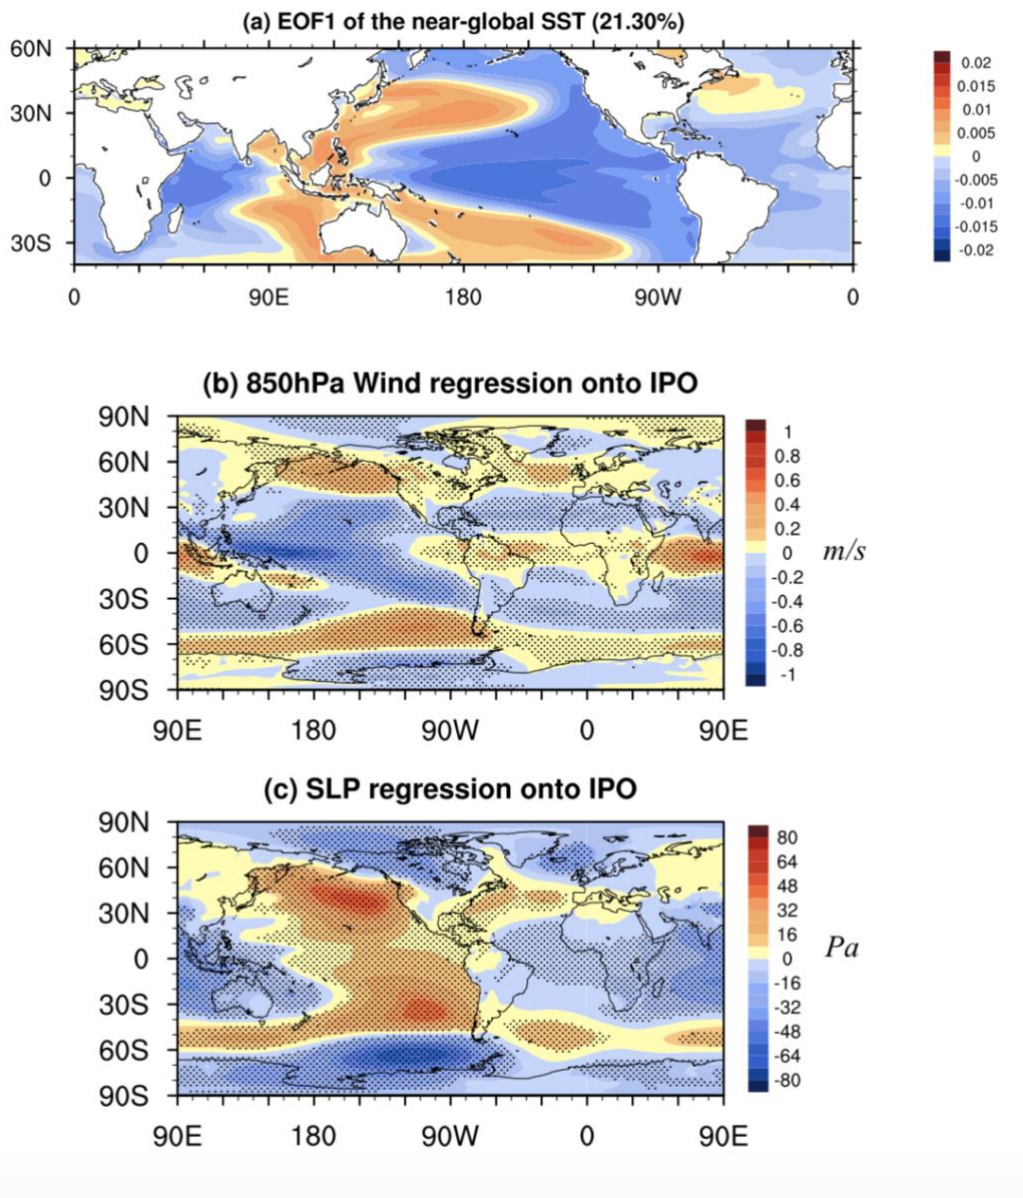 (a) EOF1 of the near-global SST (21.30%)
60N
30N
0
30S
0 90E 180 90W 0
0.02
0.015
0.01
0.005
0
-0.005
-0.01
-0.015
-0.02
(b) 850hPa Wind regression onto IPO
90N
60N
30N
0
30S
60S
90S
90E 180 90W 0 90E
1
0.8
0.6
0.4
0.2
0
-0.2
-0.4
-0.6
-0.8
-1
m/s
(c) SLP regression onto IPO
90N
60N
30N
0
30S
60S
90S
90E 180 90W 0 90E
80
64
48
32
16
0
-16
-32
-48
-64
-80
Pa